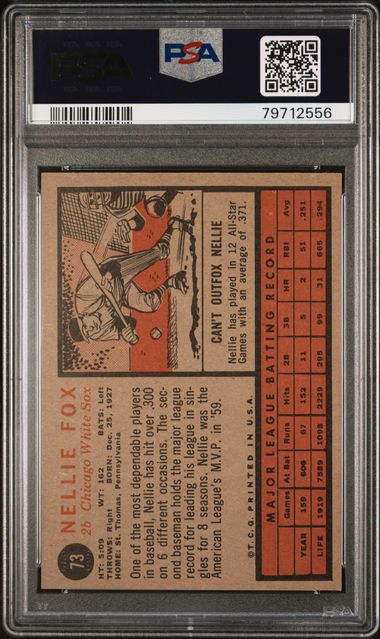 PSA
PSA
79712556
73
NELLIE FOX
2b Chicago White Sox
HT: 5:09 WT: 162 BATS: Left
THROWS: Right BORN: Dec. 25, 1927
HOME: St. Thomas, Pennsylvania
One of the most dependable players
in baseball, Nellie has hit over .300
on 6 different occasions. The sec-
ond baseman holds the major league
record for leading his league in sin-
gles for 8 seasons. Nellie was the
American League's M.V.P. in '59.
CAN'T OUTFOX NELLIE
Nellie has played in 12 All-Star
Games with an average of .371.
©T.C.G. PRINTED IN U.S.A.
MAJOR LEAGUE BATTING RECORD
Games At Bat Runs Hits 2B 3B HR RBI Avg
YEAR 159 606 67 152 11 5 2 51 .251
LIFE 1919 7589 1098 2229 295 99 31 665 .294